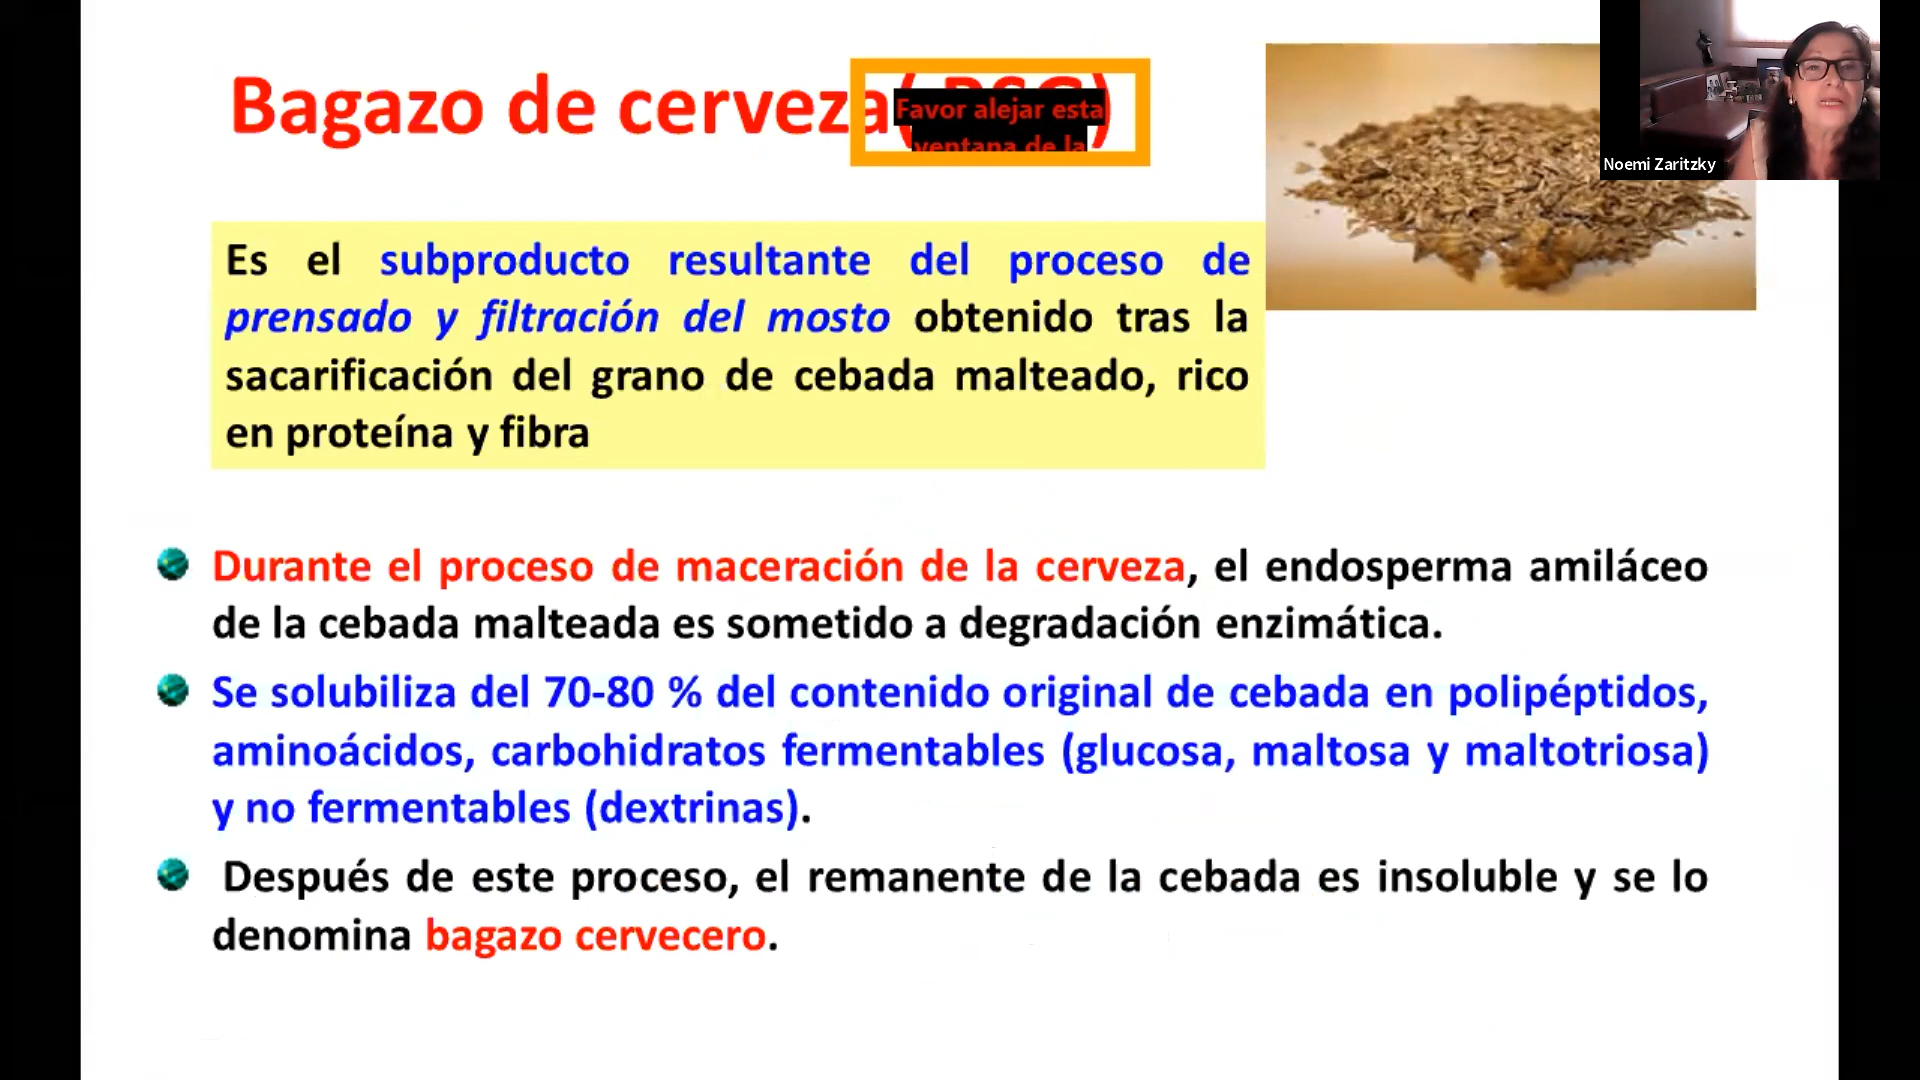 Bagazo de cerveza
Favor alejar esta
ventana de la
Noemi Zaritzky
Es el subproducto resultante del proceso de
prensado y filtración del mosto obtenido tras la
sacarificación del grano de cebada malteado, rico
en proteína y fibra
Durante el proceso de maceración de la cerveza, el endosperma amiláceo
de la cebada malteada es sometido a degradación enzimática.
Se solubiliza del 70-80 % del contenido original de cebada en polipéptidos,
aminoácidos, carbohidratos fermentables (glucosa, maltosa y maltotriosa)
y no fermentables (dextrinas).
Después de este proceso, el remanente de la cebada es insoluble y se lo
denomina bagazo cervecero.